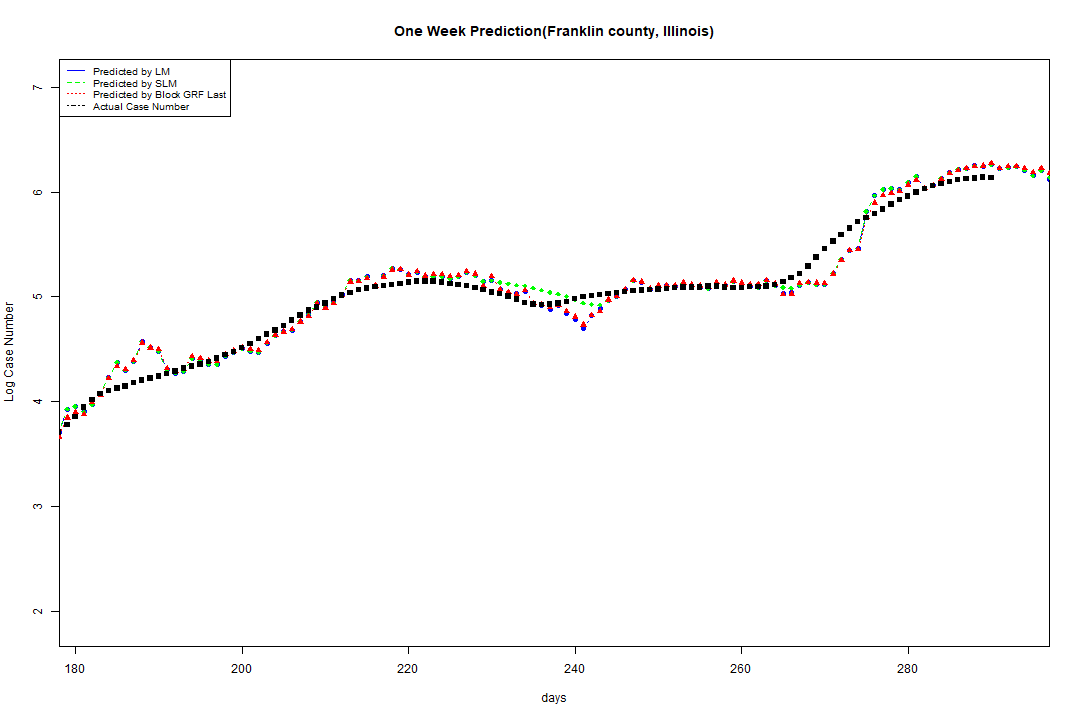 One Week Prediction(Franklin county, Illinois)
Predicted by LM
Predicted by SLM
Predicted by Block GRF Last
Actual Case Number
7
6
5
4
3
2
Log Case Number
180 200 220 240 260 280
days